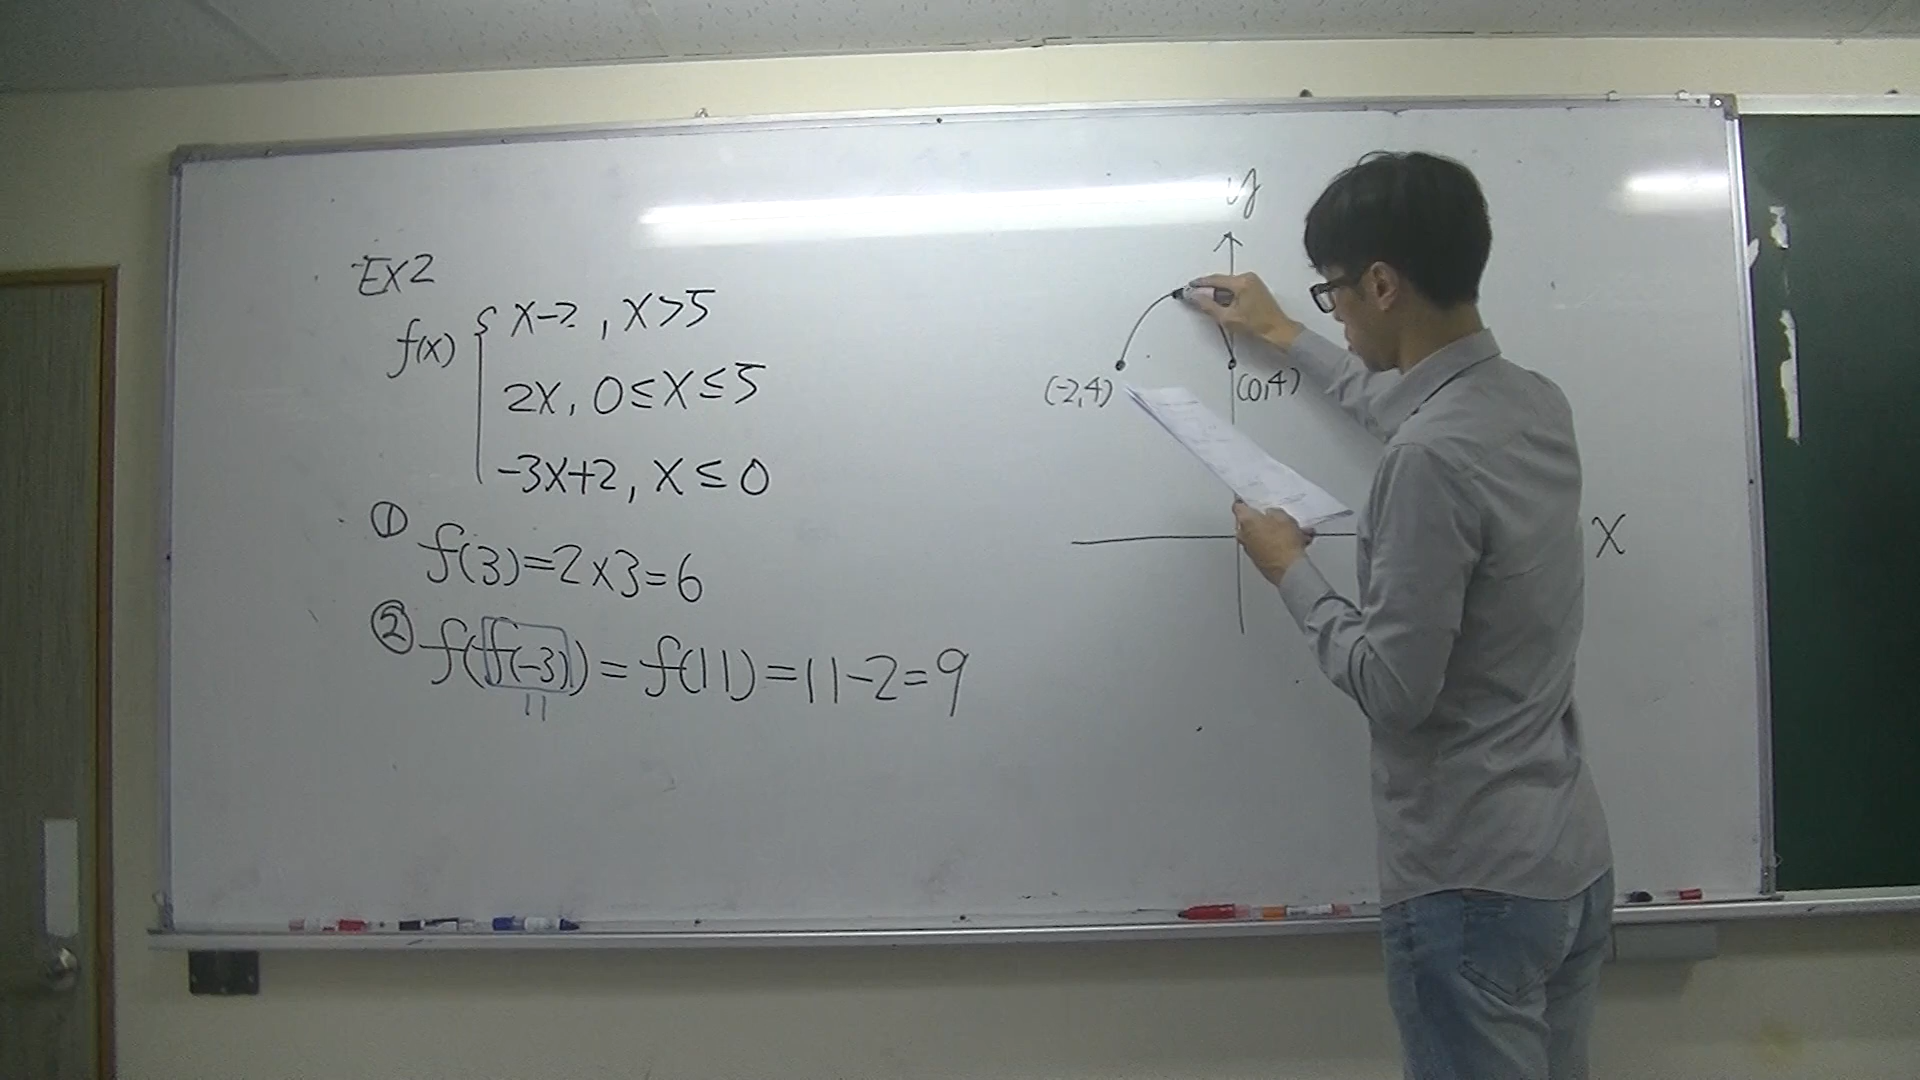 EX2
f(x) { x-2, x>5
2x, 0≤x≤5
-3x+2, x≤0
① f(3)=2×3=6
② f(f(-3))=f(11)=11-2=9
11
y
(-2,4)
(0,4)
x